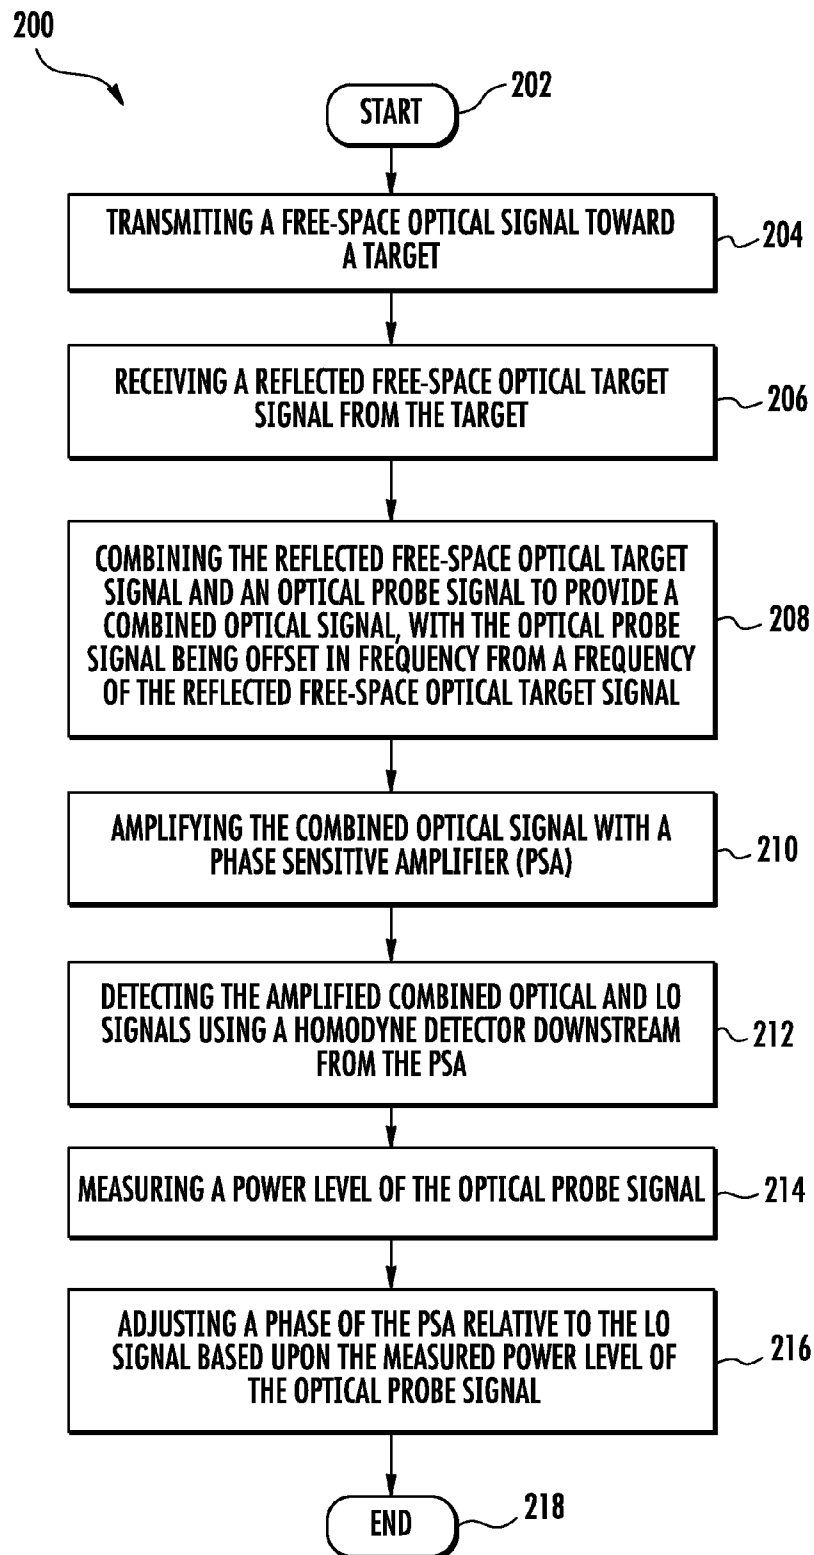 200
START
202
TRANSMITING A FREE-SPACE OPTICAL SIGNAL TOWARD
A TARGET
204
RECEIVING A REFLECTED FREE-SPACE OPTICAL TARGET
SIGNAL FROM THE TARGET
206
COMBINING THE REFLECTED FREE-SPACE OPTICAL TARGET
SIGNAL AND AN OPTICAL PROBE SIGNAL TO PROVIDE A
COMBINED OPTICAL SIGNAL, WITH THE OPTICAL PROBE
SIGNAL BEING OFFSET IN FREQUENCY FROM A FREQUENCY
OF THE REFLECTED FREE-SPACE OPTICAL TARGET SIGNAL
208
AMPLIFYING THE COMBINED OPTICAL SIGNAL WITH A
PHASE SENSITIVE AMPLIFIER (PSA)
210
DETECTING THE AMPLIFIED COMBINED OPTICAL AND LO
SIGNALS USING A HOMODYNE DETECTOR DOWNSTREAM
FROM THE PSA
212
MEASURING A POWER LEVEL OF THE OPTICAL PROBE SIGNAL
214
ADJUSTING A PHASE OF THE PSA RELATIVE TO THE LO
SIGNAL BASED UPON THE MEASURED POWER LEVEL OF
THE OPTICAL PROBE SIGNAL
216
END
218